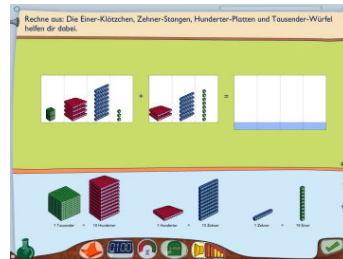 Rechne aus: Die Einer-Klötzchen, Zehner-Stangen, Hunderter-Platten und Tausender-Würfel
helfen dir dabei.
+ =
1 Tausender = 10 Hunderter 1 Hunderter = 10 Zehner 1 Zehner = 10 Einer
0100